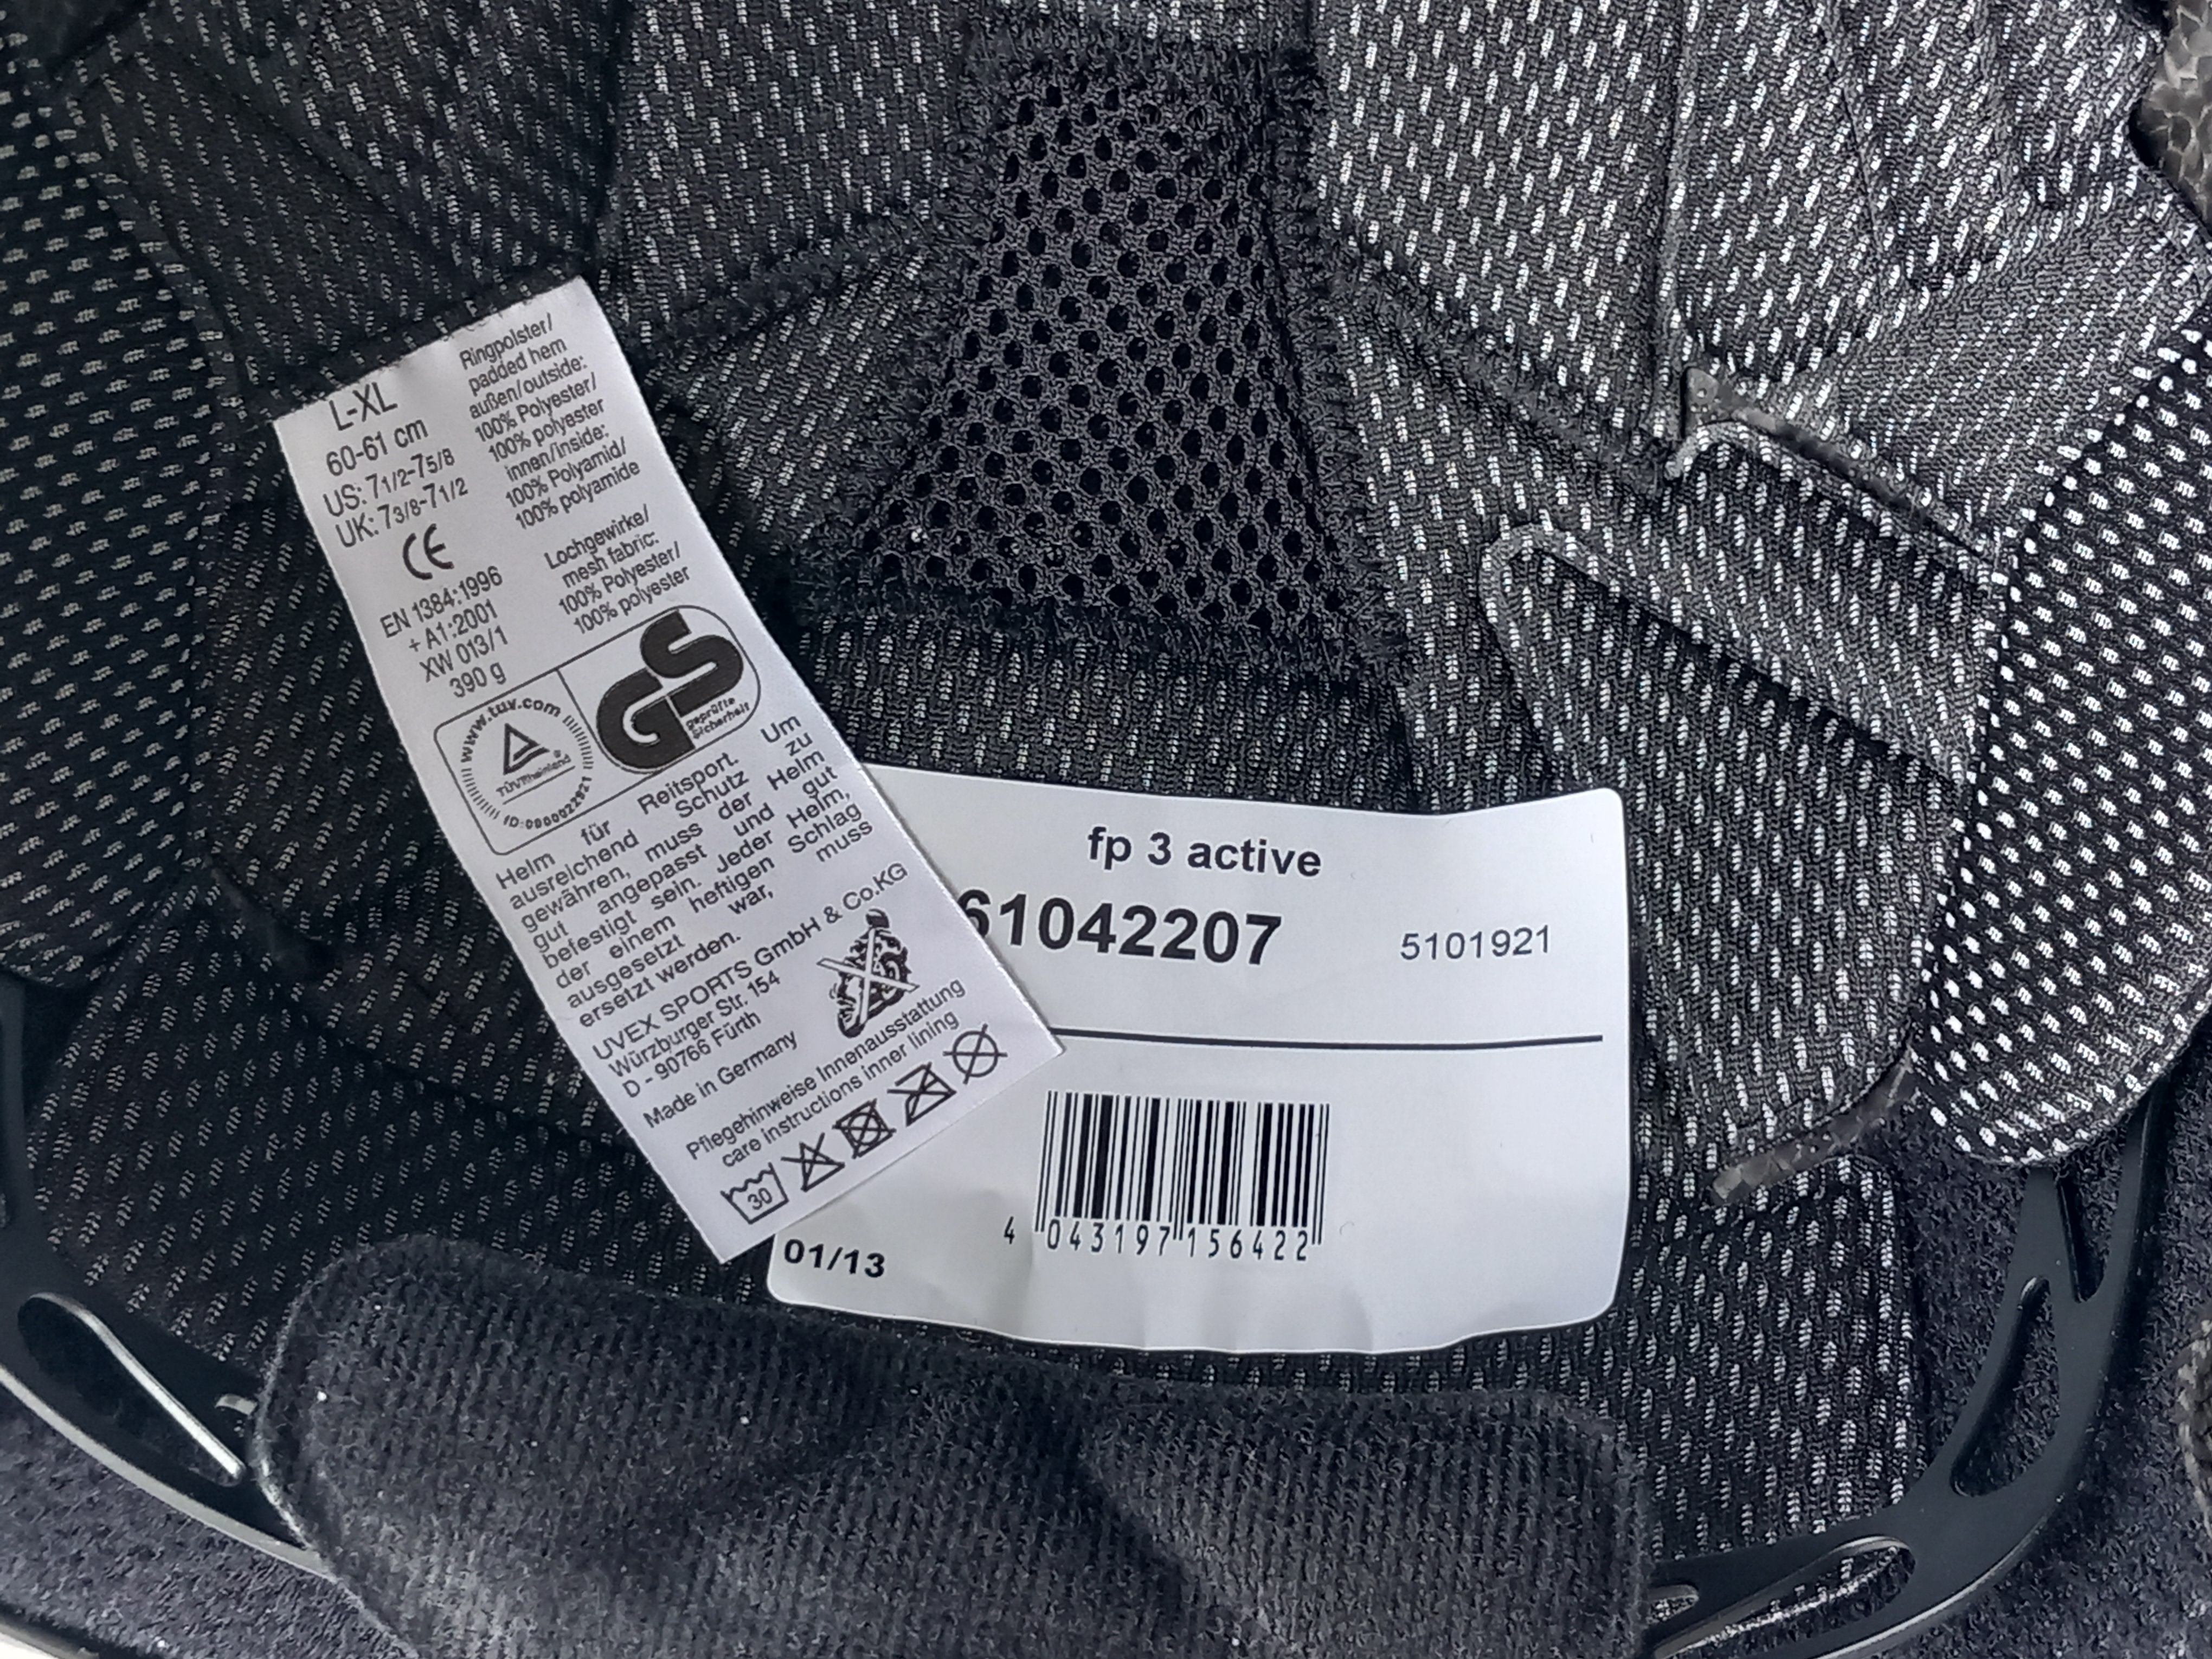 L-XL
60-61 cm
US: 7 1/2-7 5/8
UK: 7 3/8-7 1/2
CE
EN 1384:1996
+ A1:2001
XW 013/1
390 g
Ringpolster/
padded hem
außen/outside:
100% Polyester/
100% polyester
innen/inside:
100% Polyamid/
100% polyamide
Lochgewirke/
mesh fabric:
100% Polyester/
100% polyester
www.tuv.com
TÜVRheinland®
ID:0000022921
GS
geprüfte
Sicherheit
Helm für Reitsport. Um
ausreichend Schutz zu
gewähren, muss der Helm
gut angepasst und gut
befestigt sein. Jeder Helm,
der einem heftigen Schlag
ausgesetzt war, muss
ersetzt werden.
UVEX SPORTS GmbH & Co.KG
Würzburger Str. 154
D - 90766 Fürth
Made in Germany
Pflegehinweise Innenausstattung
care instructions inner lining
30
fp 3 active
61042207
5101921
4 043197 156422
01/13